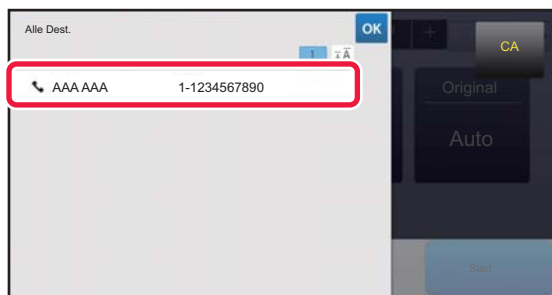 Alle Dest.
OK
CA
1
AAA AAA 1-1234567890
Original
Auto
Start